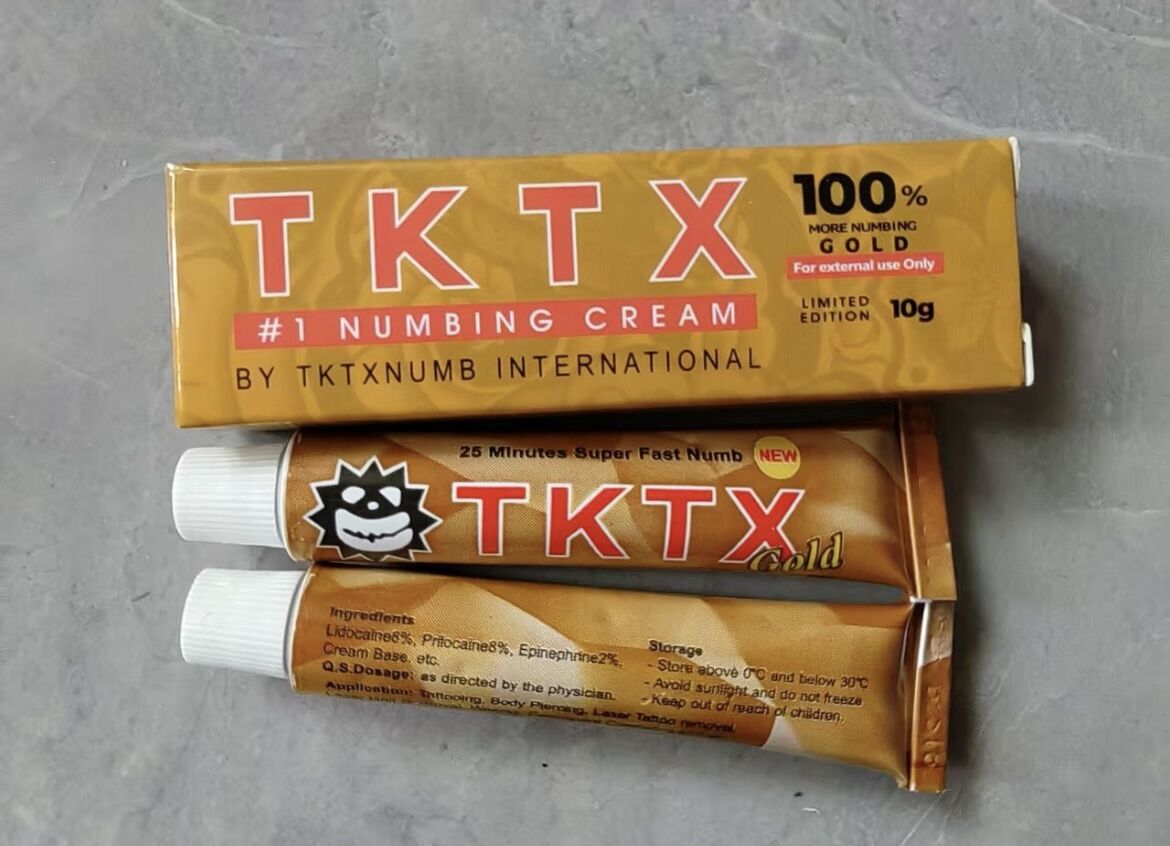 T K T X
#1 NUMBING CREAM
BY TKTXNUMB INTERNATIONAL
100%
MORE NUMBING
GOLD
For external use Only
LIMITED
EDITION
10g
25 Minutes Super Fast Numb
NEW
TKTX
Gold
Ingredients
Lidocaine6%, Prilocaine8%, Epinephrine2%,
Cream Base, etc.
Q.S.Dosage: as directed by the physician.
Application: Tattooing, Body Piercing, Laser Tattoo removal,
Storage
- Store above 0°C and below 30°C
- Avoid sunlight and do not freeze
- Keep out of reach of children.